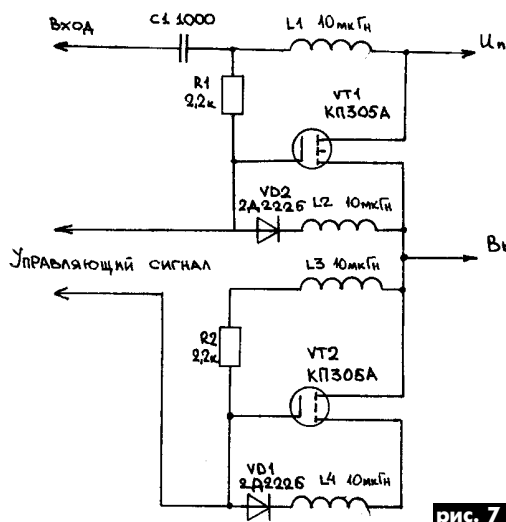 Вход
C1 1000
L1 10мкГн
Uп
R1
2,2к
VT1
КП305А
VD2
2Д222Б
L2 10мкГн
Управляющий сигнал
L3 10мкГн
Вы
R2
2,2к
VT2
КП305А
VD1
2Д222Б
L4 10мкГн
рис. 7